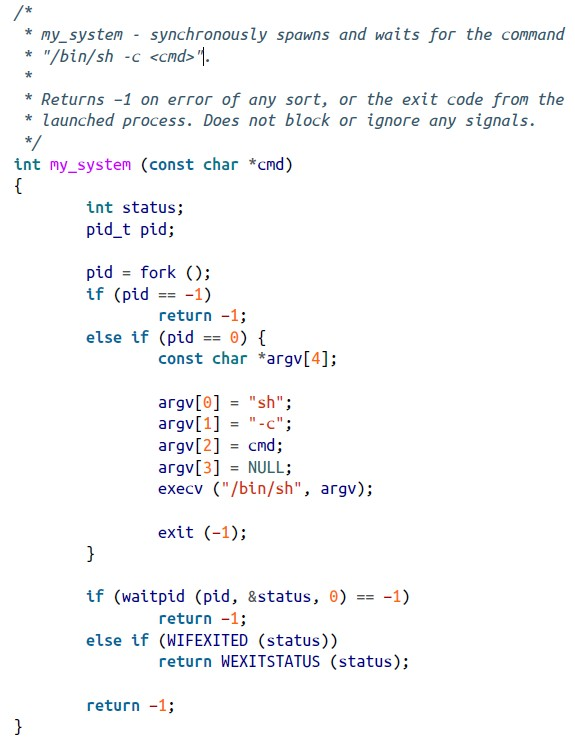 /*
 * my_system - synchronously spawns and waits for the command
 * "/bin/sh -c <cmd>".
 *
 * Returns −1 on error of any sort, or the exit code from the
 * launched process. Does not block or ignore any signals.
 */
int my_system (const char *cmd)
{
        int status;
        pid_t pid;

        pid = fork ();
        if (pid == −1)
                return −1;
        else if (pid == 0) {
                const char *argv[4];

                argv[0] = "sh";
                argv[1] = "-c";
                argv[2] = cmd;
                argv[3] = NULL;
                execv ("/bin/sh", argv);

                exit (−1);
        }

        if (waitpid (pid, &status, 0) == −1)
                return −1;
        else if (WIFEXITED (status))
                return WEXITSTATUS (status);

        return −1;
}